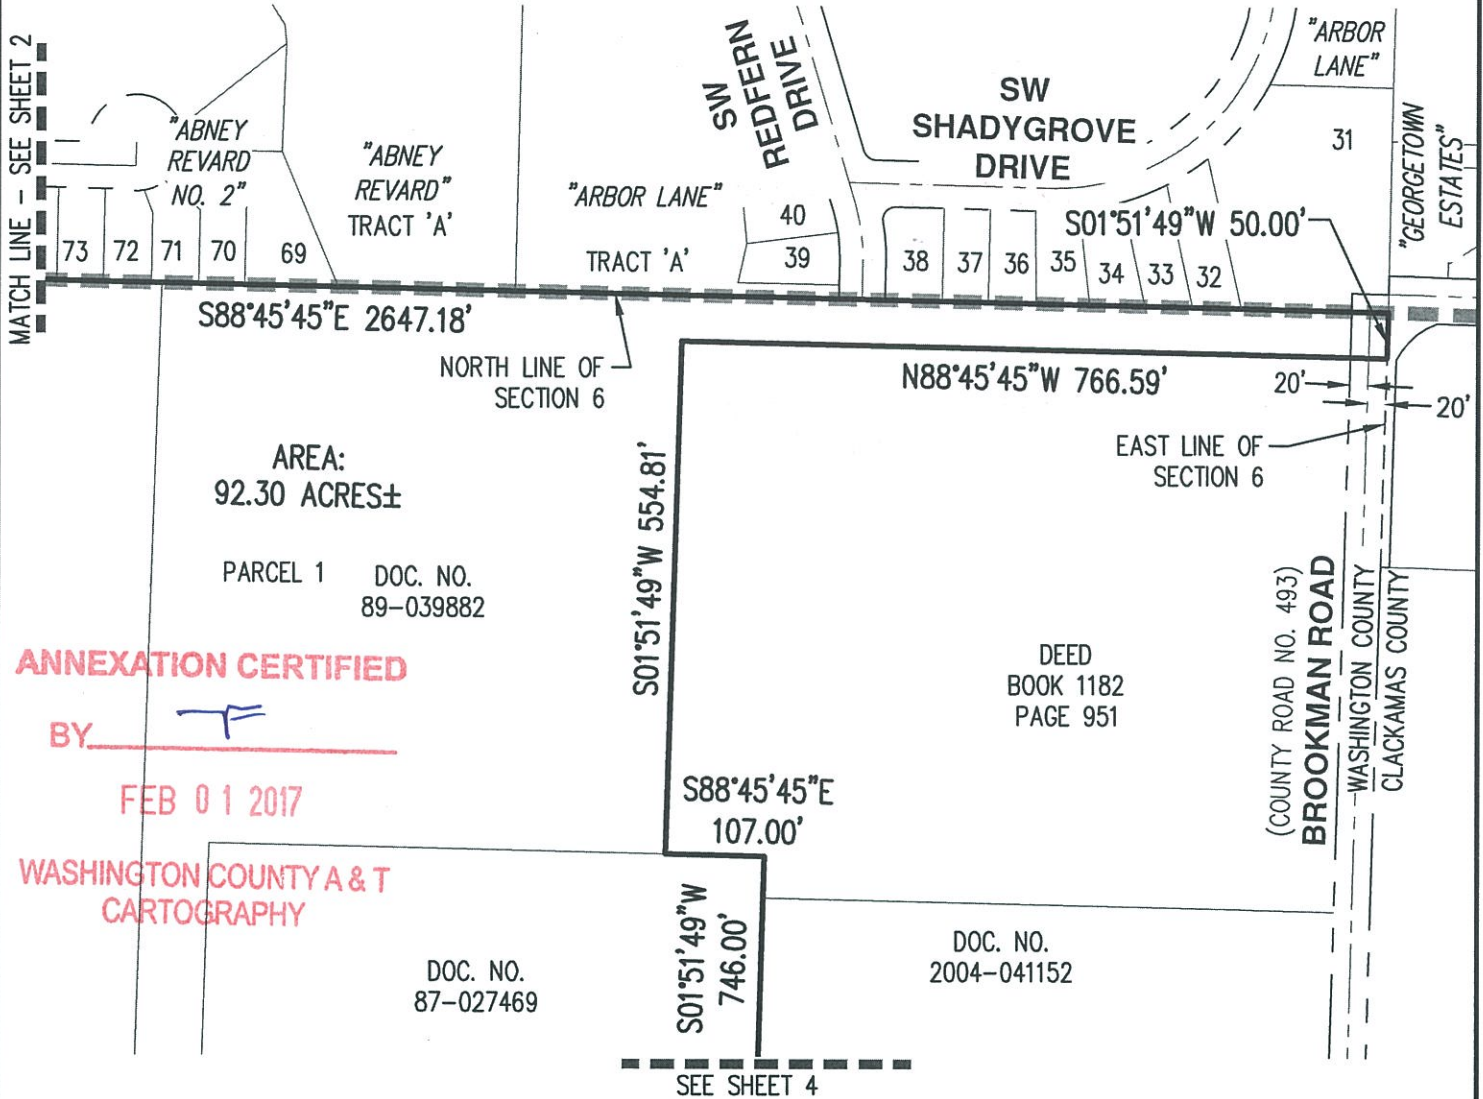 MATCH LINE - SEE SHEET 2
"ABNEY
REVARD
NO. 2"
"ABNEY
REVARD"
TRACT 'A'
"ARBOR LANE"
TRACT 'A'
SW
REDFERN
DRIVE
SW
SHADYGROVE
DRIVE
"ARBOR
LANE"
31
"GEORGETOWN
ESTATES"
73
72
71
70
69
40
39
38
37
36
35
34
33
32
S01°51'49"W 50.00'
S88°45'45"E 2647.18'
NORTH LINE OF
SECTION 6
N88°45'45"W 766.59'
20'
20'
EAST LINE OF
SECTION 6
AREA:
92.30 ACRES±
S01°51'49"W 554.81'
PARCEL 1
DOC. NO.
89-039882
DEED
BOOK 1182
PAGE 951
(COUNTY ROAD NO. 493)
BROOKMAN ROAD
WASHINGTON COUNTY
CLACKAMAS COUNTY
ANNEXATION CERTIFIED
BY
FEB 01 2017
WASHINGTON COUNTY A & T
CARTOGRAPHY
S88°45'45"E
107.00'
S01°51'49"W
746.00'
DOC. NO.
87-027469
DOC. NO.
2004-041152
SEE SHEET 4